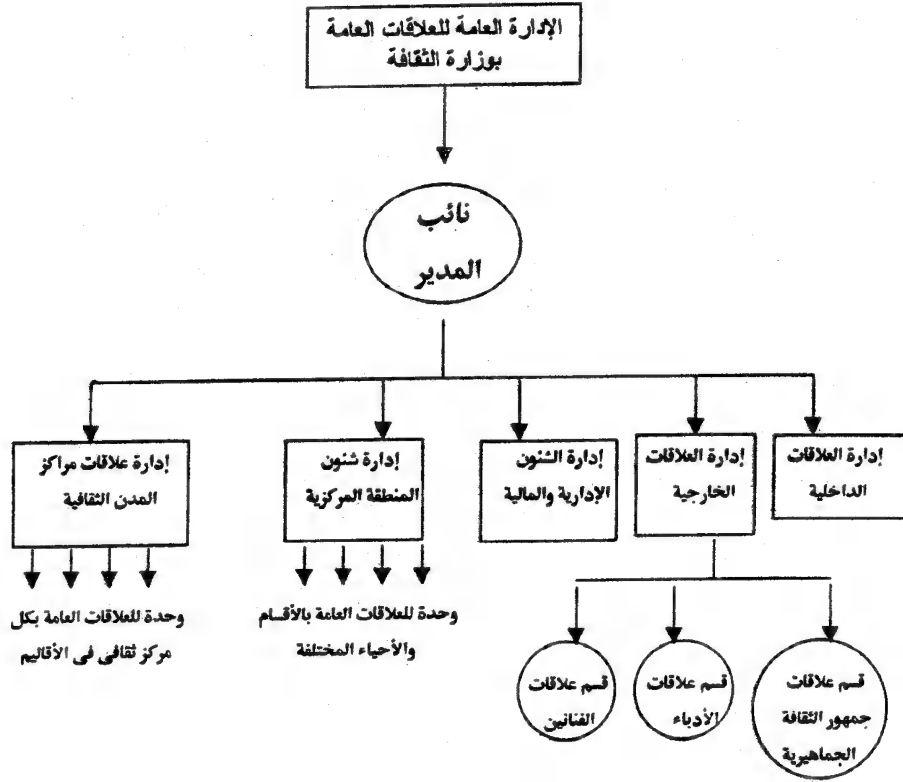 الإدارة العامة للعلاقات العامة
بوزارة الثقافة
نائب
المدير
إدارة العلاقات
الداخلية
إدارة العلاقات
الخارجية
إدارة الشئون
الإدارية والمالية
إدارة شئون
المنطقة المركزية
إدارة علاقات مراكز
المدن الثقافية
وحدة للعلاقات العامة بالأقسام
والأحياء المختلفة
وحدة للعلاقات العامة بكل
مركز ثقافى فى الأقاليم
قسم علاقات
جمهور الثقافة
الجماهيرية
قسم علاقات
الأدباء
قسم علاقات
الفنانين